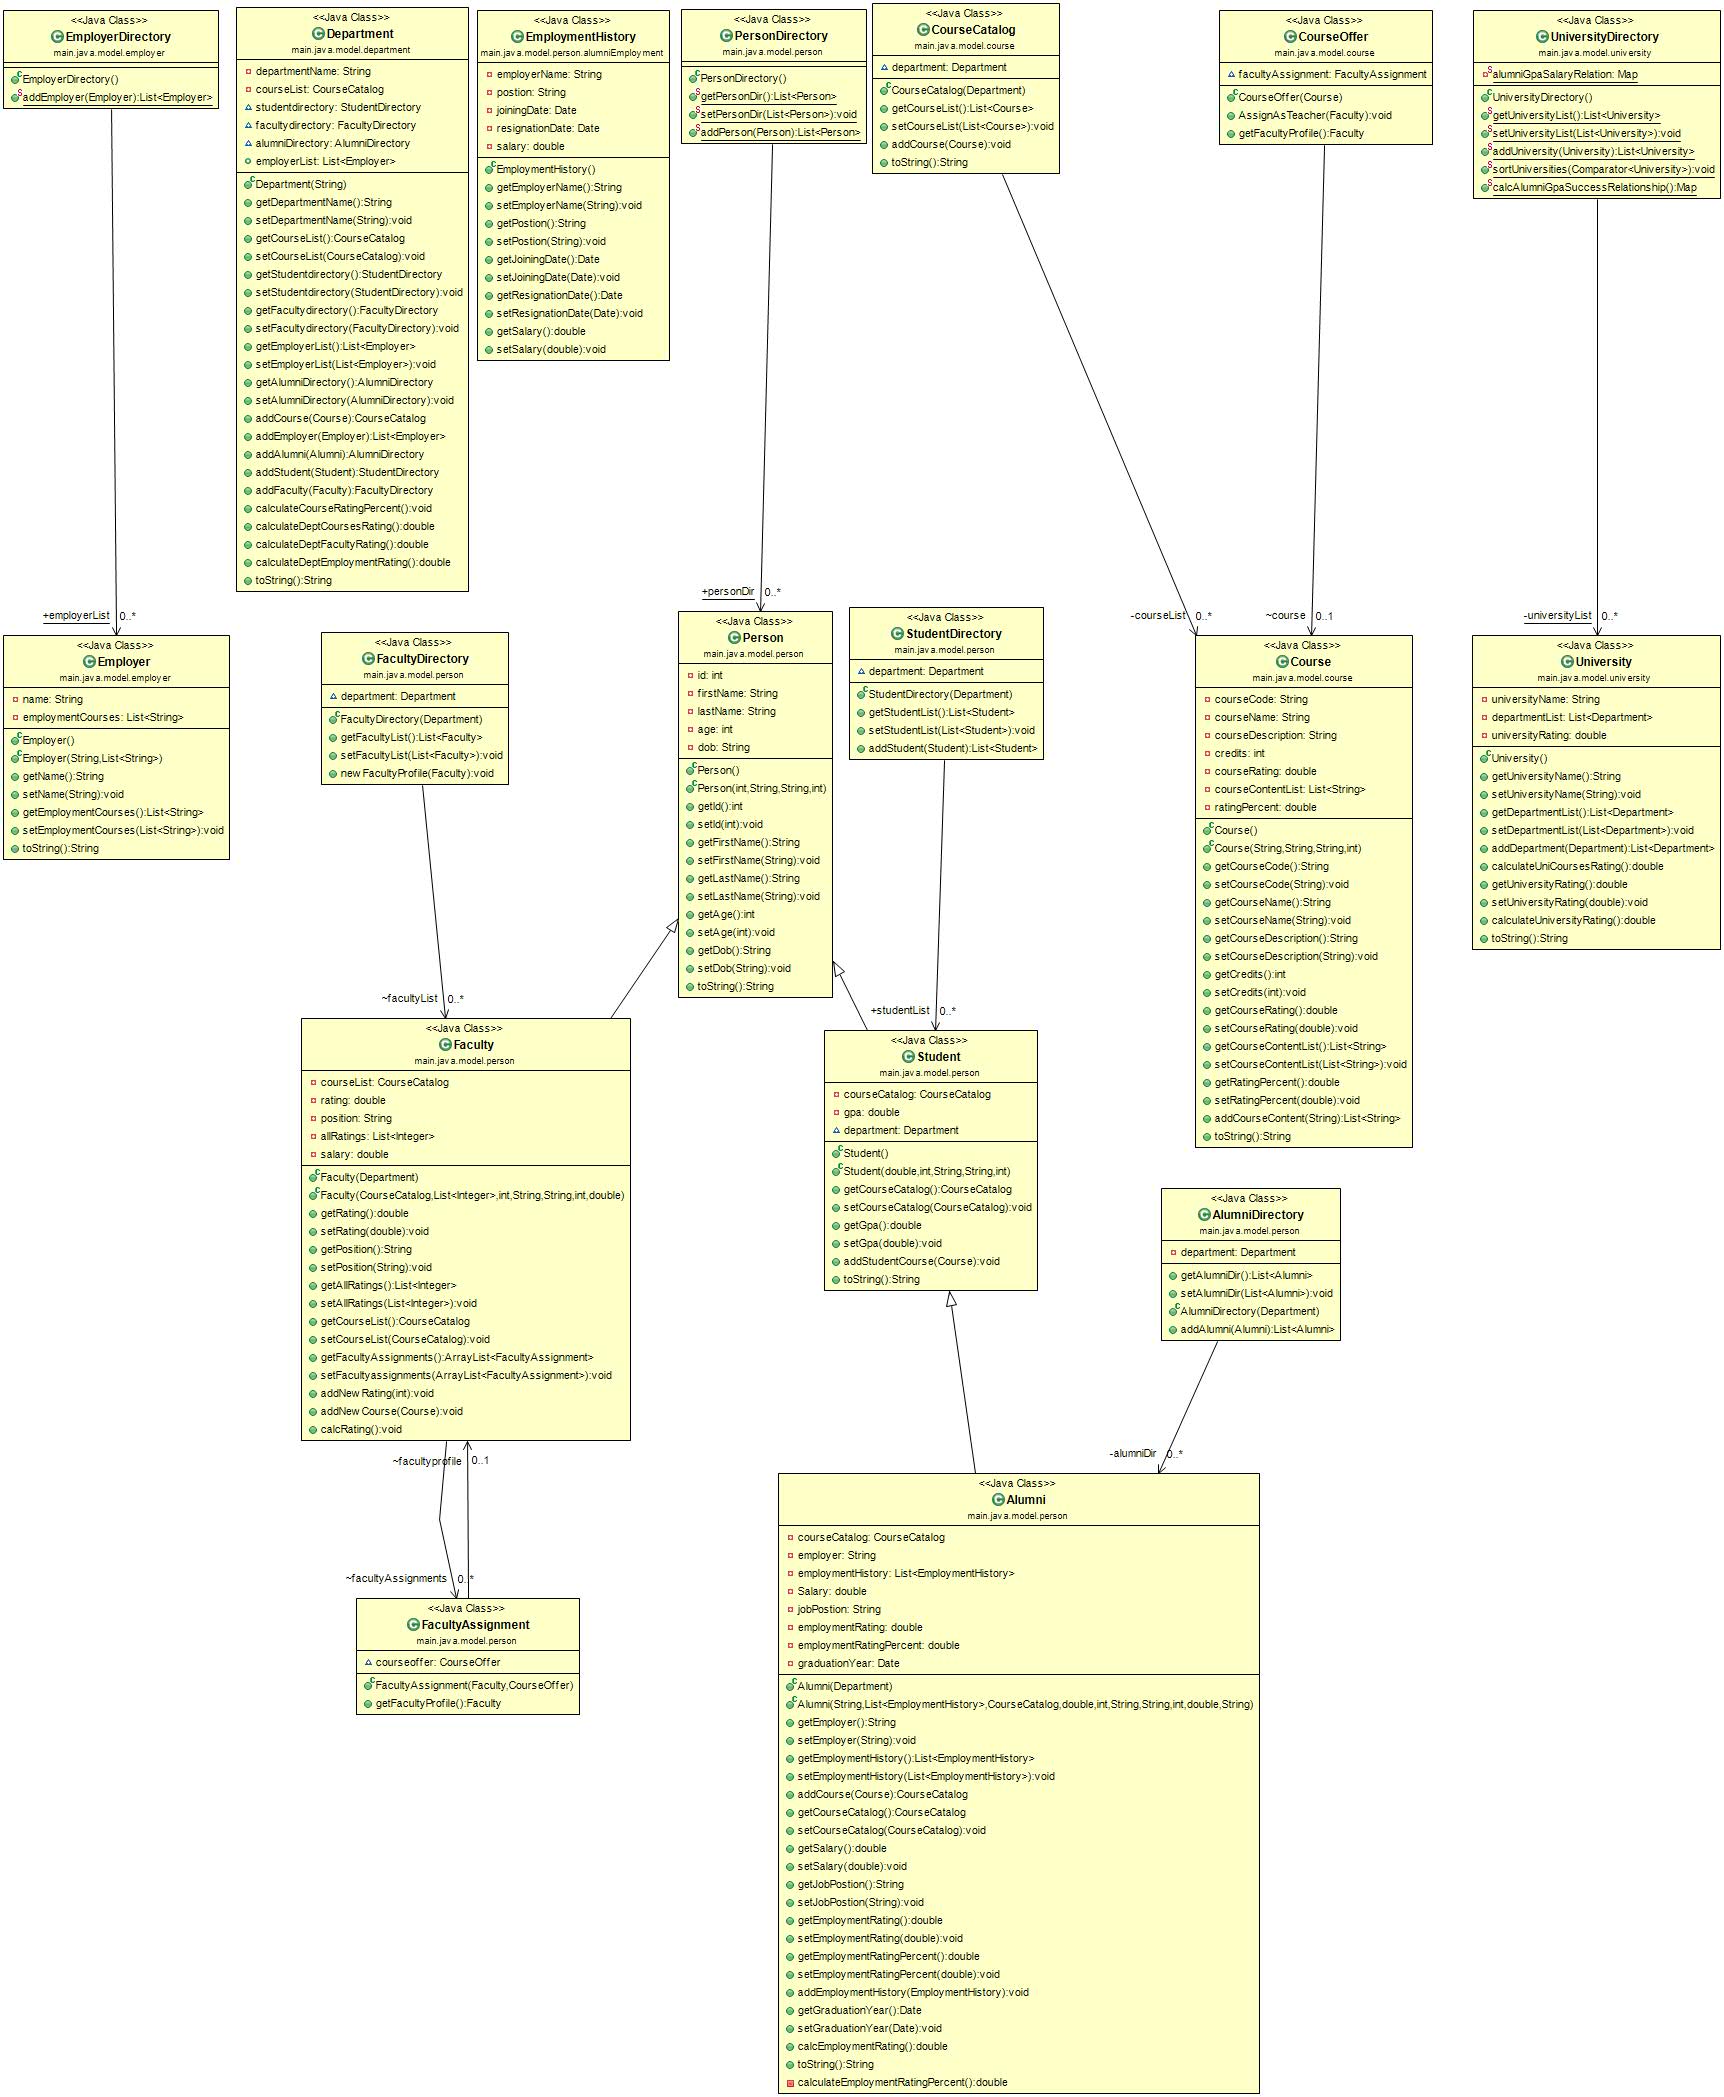 <<Java Class>>
EmployerDirectory
main.java.model.employer
EmployerDirectory()
addEmployer(Employer):List<Employer>
<<Java Class>>
Department
main.java.model.department
departmentName: String
courseList: CourseCatalog
studentdirectory: StudentDirectory
facultydirectory: FacultyDirectory
alumniDirectory: AlumniDirectory
employerList: List<Employer>
Department(String)
getDepartmentName():String
setDepartmentName(String):void
getCourseList():CourseCatalog
setCourseList(CourseCatalog):void
getStudentdirectory():StudentDirectory
setStudentdirectory(StudentDirectory):void
getFacultydirectory():FacultyDirectory
setFacultydirectory(FacultyDirectory):void
getEmployerList():List<Employer>
setEmployerList(List<Employer>):void
getAlumniDirectory():AlumniDirectory
setAlumniDirectory(AlumniDirectory):void
addCourse(Course):CourseCatalog
addEmployer(Employer):List<Employer>
addAlumni(Alumni):AlumniDirectory
addStudent(Student):StudentDirectory
addFaculty(Faculty):FacultyDirectory
calculateCourseRatingPercent():void
calculateDeptCoursesRating():double
calculateDeptFacultyRating():double
calculateDeptEmploymentRating():double
toString():String
<<Java Class>>
EmploymentHistory
main.java.model.person.alumniEmployment
employerName: String
postion: String
joiningDate: Date
resignationDate: Date
salary: double
EmploymentHistory()
getEmployerName():String
setEmployerName(String):void
getPostion():String
setPostion(String):void
getJoiningDate():Date
setJoiningDate(Date):void
getResignationDate():Date
setResignationDate(Date):void
getSalary():double
setSalary(double):void
<<Java Class>>
PersonDirectory
main.java.model.person
PersonDirectory()
getPersonDir():List<Person>
setPersonDir(List<Person>):void
addPerson(Person):List<Person>
<<Java Class>>
CourseCatalog
main.java.model.course
department: Department
CourseCatalog(Department)
getCourseList():List<Course>
setCourseList(List<Course>):void
addCourse(Course):void
toString():String
<<Java Class>>
CourseOffer
main.java.model.course
facultyAssignment: FacultyAssignment
CourseOffer(Course)
AssignAsTeacher(Faculty):void
getFacultyProfile():Faculty
<<Java Class>>
UniversityDirectory
main.java.model.university
alumniGpaSalaryRelation: Map
UniversityDirectory()
getUniversityList():List<University>
setUniversityList(List<University>):void
addUniversity(University):List<University>
sortUniversities(Comparator<University>):void
calcAlumniGpaSuccessRelationship():Map
+employerList 0..*
+personDir 0..*
-courseList 0..*
~course 0..1
-universityList 0..*
<<Java Class>>
Employer
main.java.model.employer
name: String
employmentCourses: List<String>
Employer()
Employer(String,List<String>)
getName():String
setName(String):void
getEmploymentCourses():List<String>
setEmploymentCourses(List<String>):void
toString():String
<<Java Class>>
FacultyDirectory
main.java.model.person
department: Department
FacultyDirectory(Department)
getFacultyList():List<Faculty>
setFacultyList(List<Faculty>):void
newFacultyProfile(Faculty):void
<<Java Class>>
Person
main.java.model.person
id: int
firstName: String
lastName: String
age: int
dob: String
Person()
Person(int,String,String,int)
getId():int
setId(int):void
getFirstName():String
setFirstName(String):void
getLastName():String
setLastName(String):void
getAge():int
setAge(int):void
getDob():String
setDob(String):void
toString():String
<<Java Class>>
StudentDirectory
main.java.model.person
department: Department
StudentDirectory(Department)
getStudentList():List<Student>
setStudentList(List<Student>):void
addStudent(Student):List<Student>
<<Java Class>>
Course
main.java.model.course
courseCode: String
courseName: String
courseDescription: String
credits: int
courseRating: double
courseContentList: List<String>
ratingPercent: double
Course()
Course(String,String,String,int)
getCourseCode():String
setCourseCode(String):void
getCourseName():String
setCourseName(String):void
getCourseDescription():String
setCourseDescription(String):void
getCredits():int
setCredits(int):void
getCourseRating():double
setCourseRating(double):void
getCourseContentList():List<String>
setCourseContentList(List<String>):void
getRatingPercent():double
setRatingPercent(double):void
addCourseContent(String):List<String>
toString():String
<<Java Class>>
University
main.java.model.university
universityName: String
departmentList: List<Department>
universityRating: double
University()
getUniversityName():String
setUniversityName(String):void
getDepartmentList():List<Department>
setDepartmentList(List<Department>):void
addDepartment(Department):List<Department>
calculateUniCoursesRating():double
getUniversityRating():double
setUniversityRating(double):void
calculateUniversityRating():double
toString():String
~facultyList 0..*
+studentList 0..*
<<Java Class>>
Faculty
main.java.model.person
courseList: CourseCatalog
rating: double
position: String
allRatings: List<Integer>
salary: double
Faculty(Department)
Faculty(CourseCatalog,List<Integer>,int,String,String,int,double)
getRating():double
setRating(double):void
getPosition():String
setPosition(String):void
getAllRatings():List<Integer>
setAllRatings(List<Integer>):void
getCourseList():CourseCatalog
setCourseList(CourseCatalog):void
getFacultyAssignments():ArrayList<FacultyAssignment>
setFacultyassignments(ArrayList<FacultyAssignment>):void
addNewRating(int):void
addNewCourse(Course):void
calcRating():void
<<Java Class>>
Student
main.java.model.person
courseCatalog: CourseCatalog
gpa: double
department: Department
Student()
Student(double,int,String,String,int)
getCourseCatalog():CourseCatalog
setCourseCatalog(CourseCatalog):void
getGpa():double
setGpa(double):void
addStudentCourse(Course):void
toString():String
<<Java Class>>
AlumniDirectory
main.java.model.person
department: Department
getAlumniDir():List<Alumni>
setAlumniDir(List<Alumni>):void
AlumniDirectory(Department)
addAlumni(Alumni):List<Alumni>
~facultyprofile 0..1
-alumniDir 0..*
~facultyAssignments 0..*
<<Java Class>>
FacultyAssignment
main.java.model.person
courseoffer: CourseOffer
FacultyAssignment(Faculty,CourseOffer)
getFacultyProfile():Faculty
<<Java Class>>
Alumni
main.java.model.person
courseCatalog: CourseCatalog
employer: String
employmentHistory: List<EmploymentHistory>
Salary: double
jobPostion: String
employmentRating: double
employmentRatingPercent: double
graduationYear: Date
Alumni(Department)
Alumni(String,List<EmploymentHistory>,CourseCatalog,double,int,String,String,int,double,String)
getEmployer():String
setEmployer(String):void
getEmploymentHistory():List<EmploymentHistory>
setEmploymentHistory(List<EmploymentHistory>):void
addCourse(Course):CourseCatalog
getCourseCatalog():CourseCatalog
setCourseCatalog(CourseCatalog):void
getSalary():double
setSalary(double):void
getJobPostion():String
setJobPostion(String):void
getEmploymentRating():double
setEmploymentRating(double):void
getEmploymentRatingPercent():double
setEmploymentRatingPercent(double):void
addEmploymentHistory(EmploymentHistory):void
getGraduationYear():Date
setGraduationYear(Date):void
calcEmploymentRating():double
toString():String
calculateEmploymentRatingPercent():double